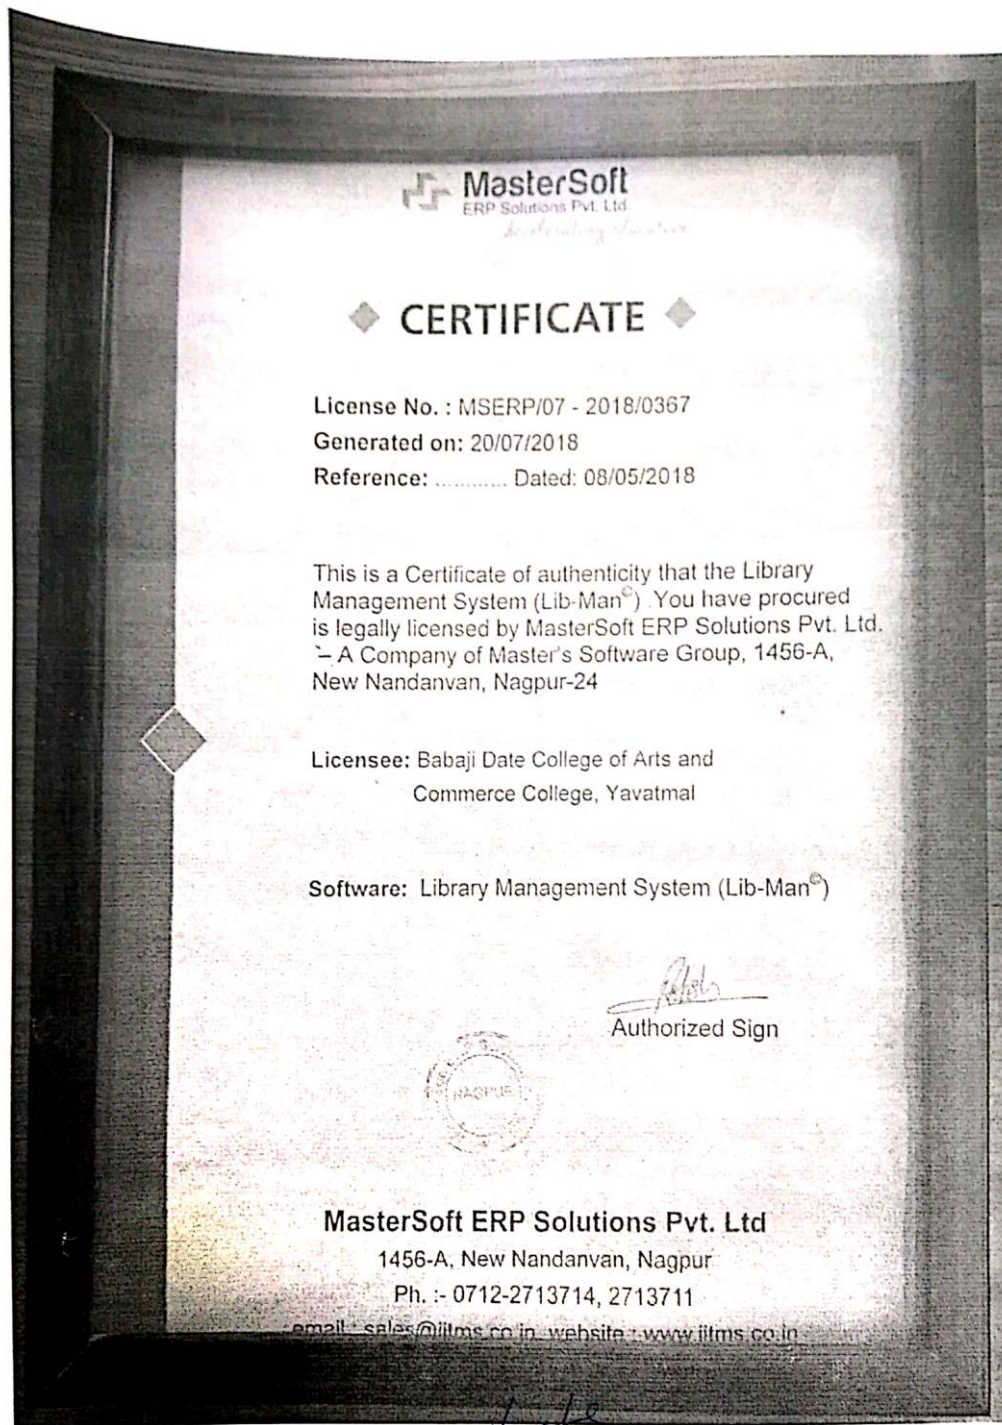 MasterSoft
ERP Solutions Pvt. Ltd.
CERTIFICATE
License No. : MSERP/07 - 2018/0367
Generated on: 20/07/2018
Reference: ............ Dated: 08/05/2018
This is a Certificate of authenticity that the Library
Management System (Lib-Man©) .You have procured
is legally licensed by MasterSoft ERP Solutions Pvt. Ltd.
– A Company of Master's Software Group, 1456-A,
New Nandanvan, Nagpur-24
Licensee: Babaji Date College of Arts and
Commerce College, Yavatmal
Software: Library Management System (Lib-Man©)
Authorized Sign
NAGPUR
MasterSoft ERP Solutions Pvt. Ltd
1456-A, New Nandanvan, Nagpur
Ph. :- 0712-2713714, 2713711
email : sales@iitms.co.in website : www.iitms.co.in